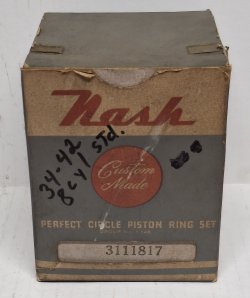 Nash
34-42
8 cyl std.
Custom
Made
PERFECT CIRCLE PISTON RING SET
3111817